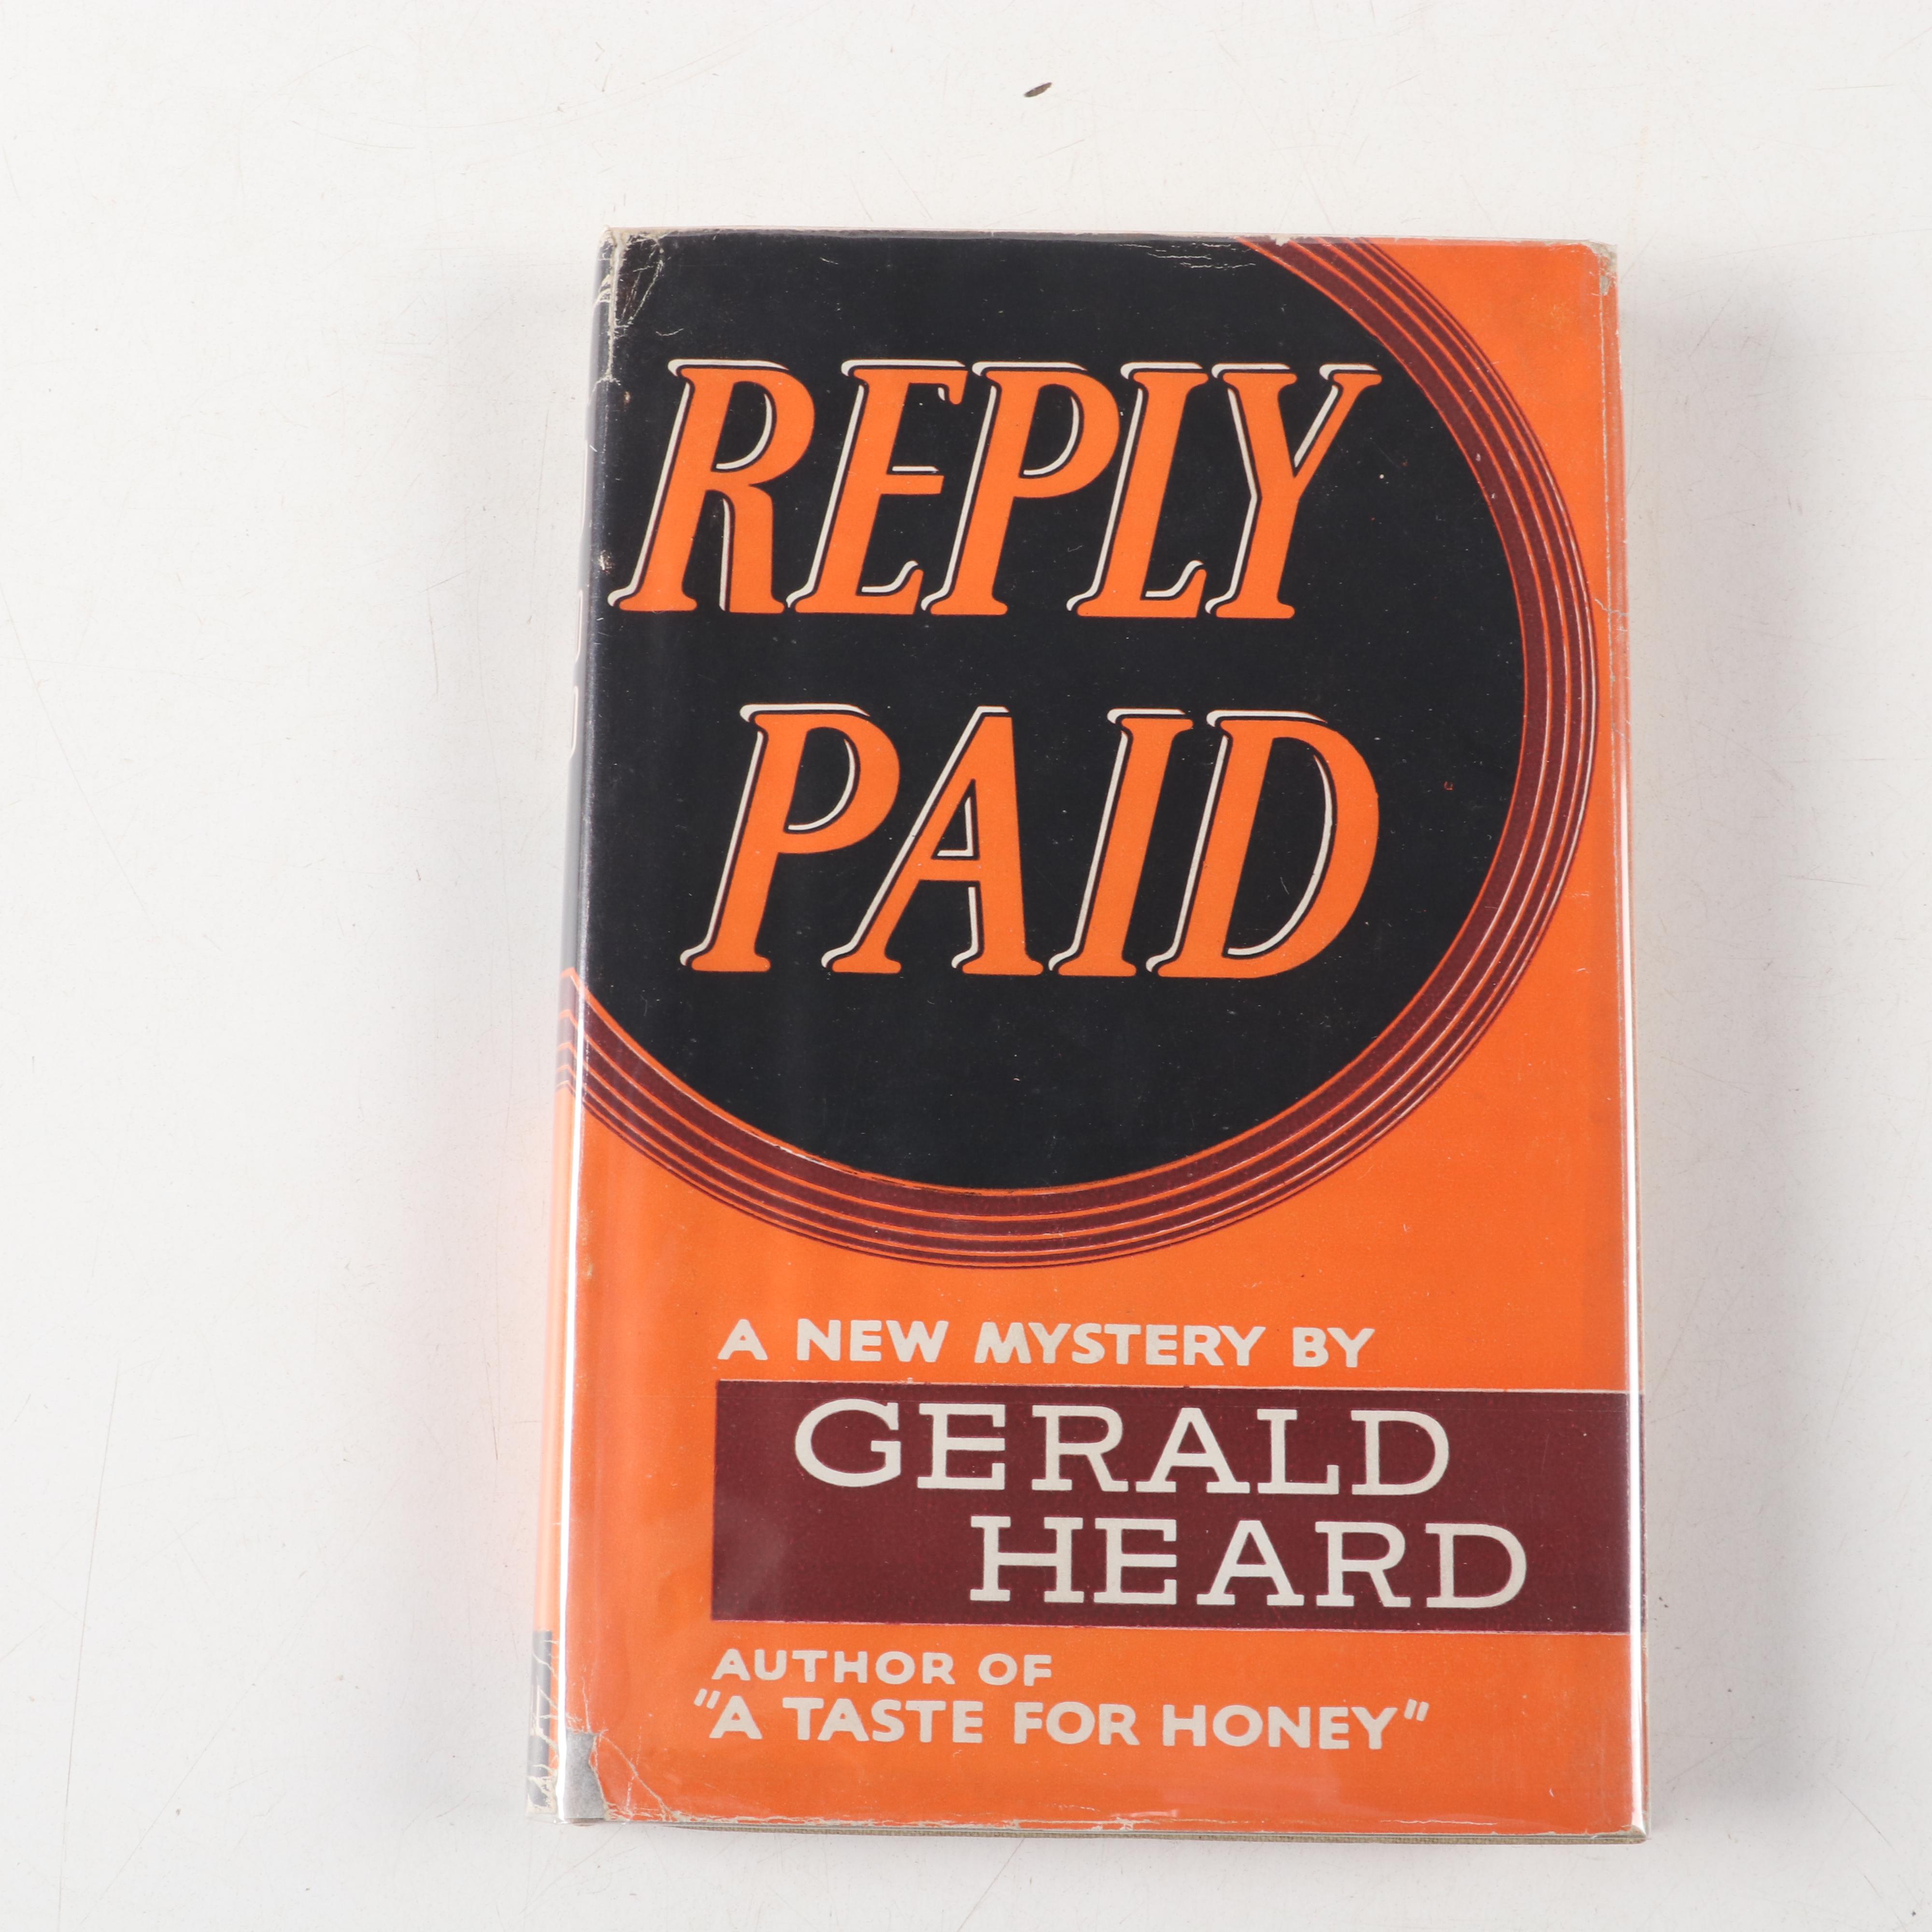 REPLY
PAID
A NEW MYSTERY BY
GERALD
HEARD
AUTHOR OF
"A TASTE FOR HONEY"